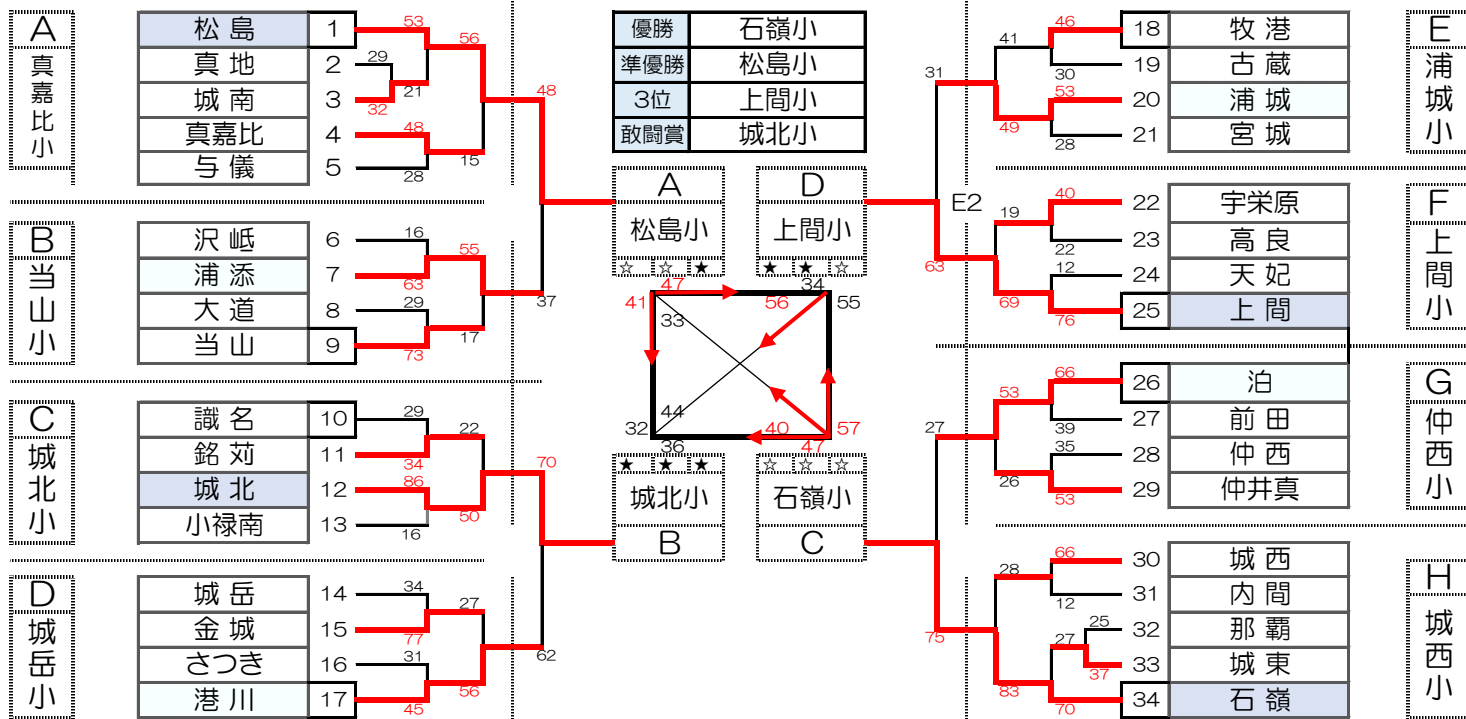 A
真嘉比小
松島 1
真地 2
城南 3
真嘉比 4
与儀 5
53
29
32
21
48
28
56
15
48
B
当山小
沢岻 6
浦添 7
大道 8
当山 9
16
63
29
73
55
17
37
C
城北小
識名 10
銘苅 11
城北 12
小禄南 13
29
34
86
16
22
50
70
D
城岳小
城岳 14
金城 15
さつき 16
港川 17
34
77
31
45
27
56
62
優勝 石嶺小
準優勝 松島小
3位 上間小
敢闘賞 城北小
A D
松島小 上間小
☆ ☆ ★ ★ ★ ☆
47 34
41 56 55
33
44
32 40 57
36 47
★ ★ ★ ☆ ☆ ☆
城北小 石嶺小
B C
E
浦城小
18 牧港
19 古蔵
20 浦城
21 宮城
46
30
53
28
41
49
31
E2
F
上間小
22 宇栄原
23 高良
24 天妃
25 上間
40
22
12
76
19
69
63
G
仲西小
26 泊
27 前田
28 仲西
29 仲井真
66
39
35
53
53
26
27
H
城西小
30 城西
31 内間
32 那覇
33 城東
34 石嶺
66
12
25
37
27
70
28
83
75